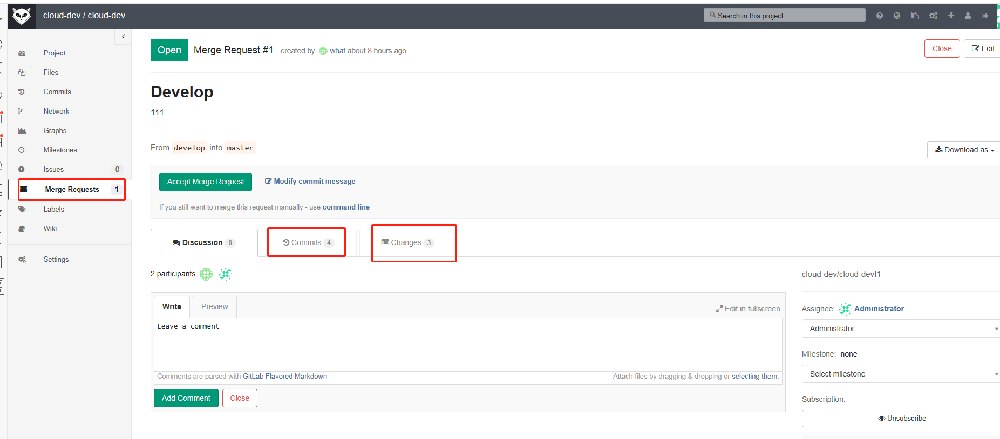 cloud-dev / cloud-dev
Search in this project
Project
Files
Commits
Network
Graphs
Milestones
Issues 0
Merge Requests 1
Labels
Wiki
Settings
Open Merge Request #1 · created by what about 8 hours ago
Close Edit
Develop
111
From develop into master
Download as
Accept Merge Request Modify commit message
If you still want to merge this request manually - use command line
Discussion 0 Commits 4 Changes 3
2 participants
Write Preview
Edit in fullscreen
Leave a comment
Comments are parsed with GitLab Flavored Markdown
Attach files by dragging & dropping or selecting them.
Add Comment Close
cloud-dev/cloud-dev!1
Assignee: Administrator
Administrator
Milestone: none
Select milestone
Subscription:
Unsubscribe